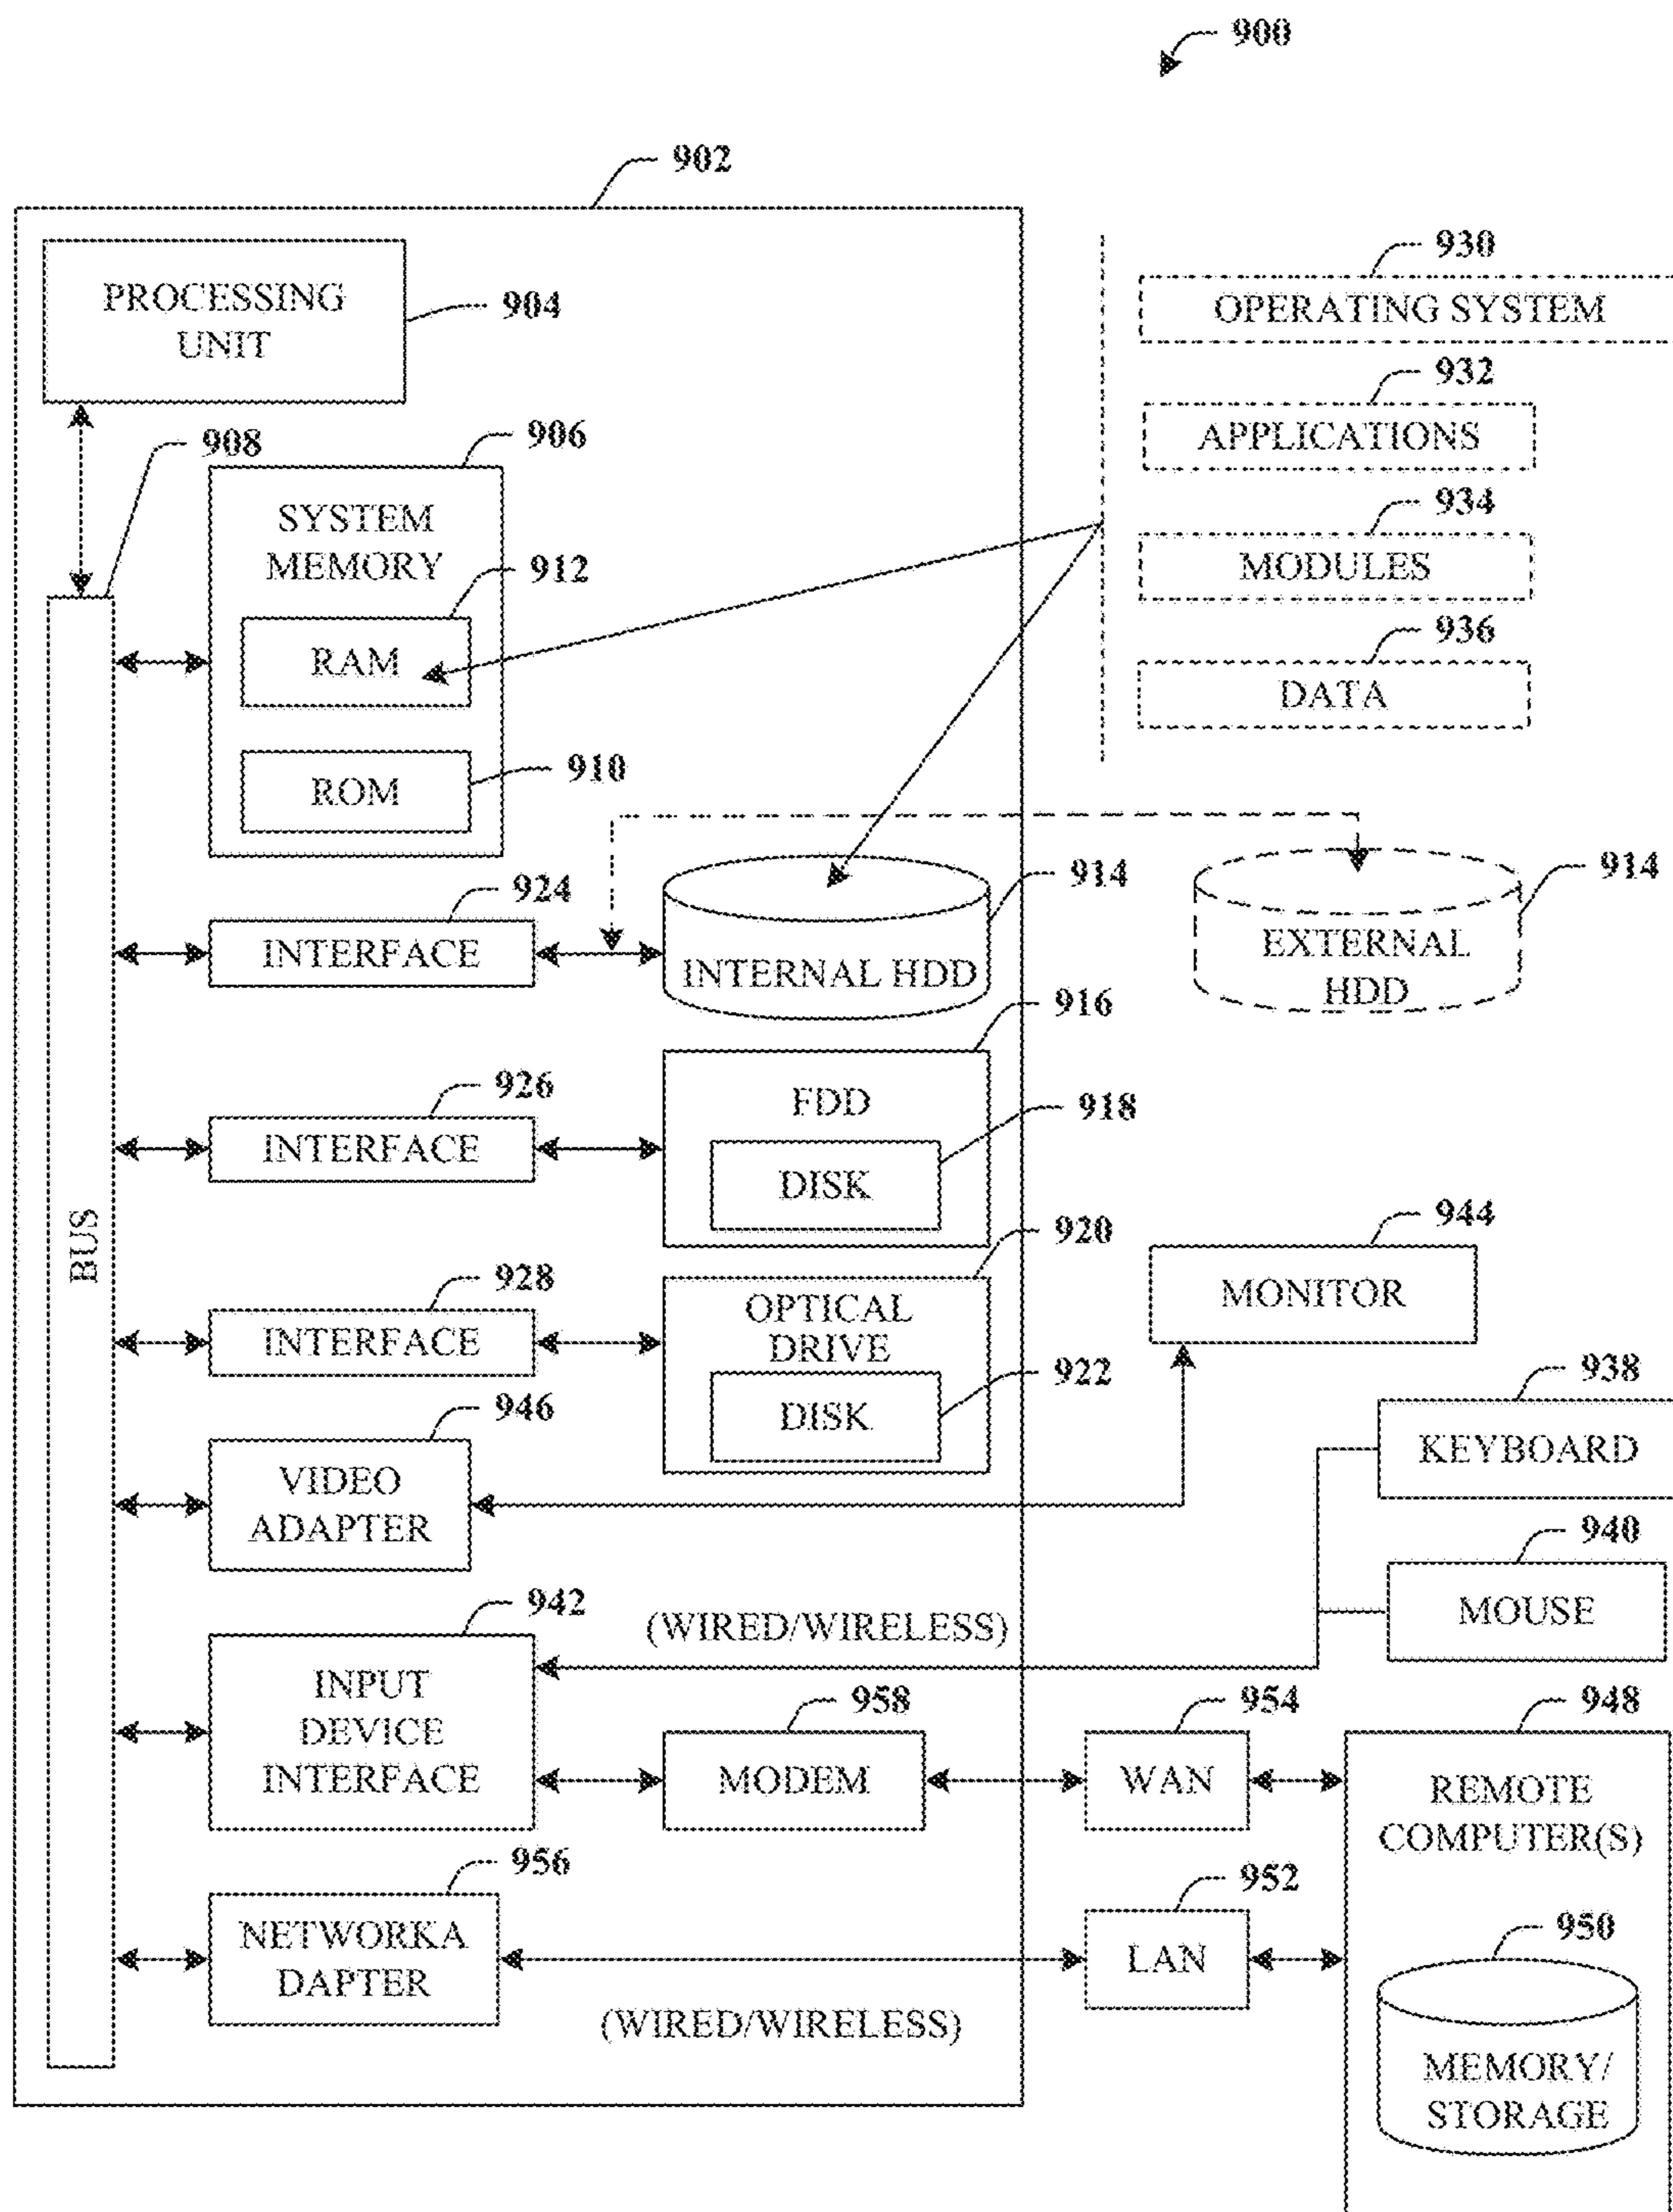 900
902
PROCESSING
UNIT
904
908
906
SYSTEM
MEMORY
912
RAM
910
ROM
930
OPERATING SYSTEM
932
APPLICATIONS
934
MODULES
936
DATA
924
INTERFACE
914
INTERNAL HDD
914
EXTERNAL
HDD
926
INTERFACE
916
FDD
918
DISK
BUS
928
INTERFACE
920
OPTICAL
DRIVE
922
DISK
944
MONITOR
946
VIDEO
ADAPTER
938
KEYBOARD
940
MOUSE
942
INPUT
DEVICE
INTERFACE
(WIRED/WIRELESS)
958
MODEM
954
WAN
948
REMOTE
COMPUTER(S)
956
NETWORKA
DAPTER
(WIRED/WIRELESS)
952
LAN
950
MEMORY/
STORAGE